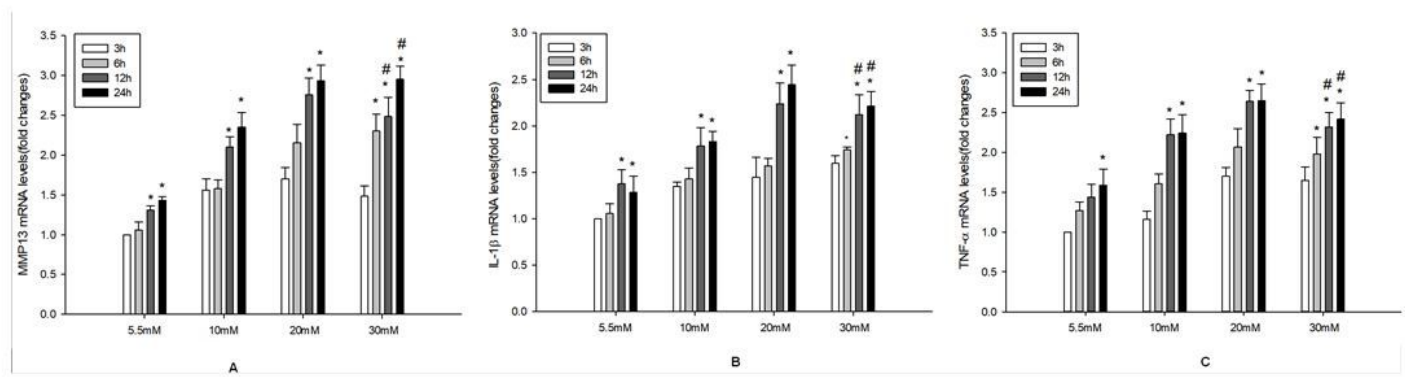 MMP13 mRNA levels(fold changes)
3.5
3.0
2.5
2.0
1.5
1.0
0.5
0.0
3h
6h
12h
24h
* * * * * * * * # * #
5.5mM 10mM 20mM 30mM
A
IL-1β mRNA levels(fold changes)
3.0
2.5
2.0
1.5
1.0
0.5
0.0
3h
6h
12h
24h
* * * * * * * * # * #
5.5mM 10mM 20mM 30mM
B
TNF-α mRNA levels(fold changes)
3.5
3.0
2.5
2.0
1.5
1.0
0.5
0.0
3h
6h
12h
24h
* * * * * * * # * #
5.5mM 10mM 20mM 30mM
C